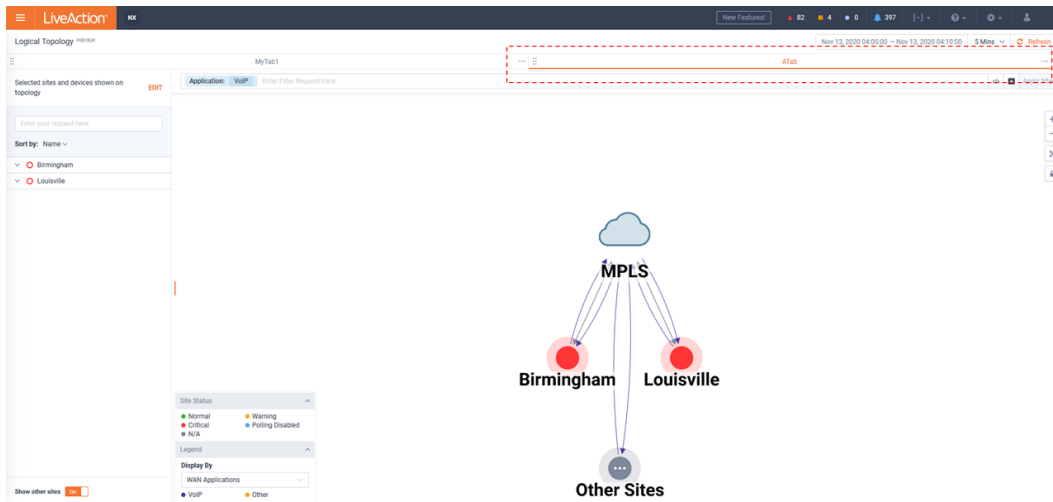 LiveAction
NX
New Features!
82
4
0
397
Logical Topology PREVIEW
Nov 13, 2020 04:05:00 – Nov 13, 2020 04:10:00
5 Mins
Refresh
MyTab1
ATab
Selected sites and devices shown on
topology
EDIT
Application: VoIP
Enter Filter Request Here
Enter your request here
Sort by: Name
Birmingham
Louisville
MPLS
Birmingham
Louisville
Other Sites
Site Status
Normal
Warning
Critical
Polling Disabled
N/A
Legend
Display By
WAN Applications
VoIP
Other
Show other sites
On